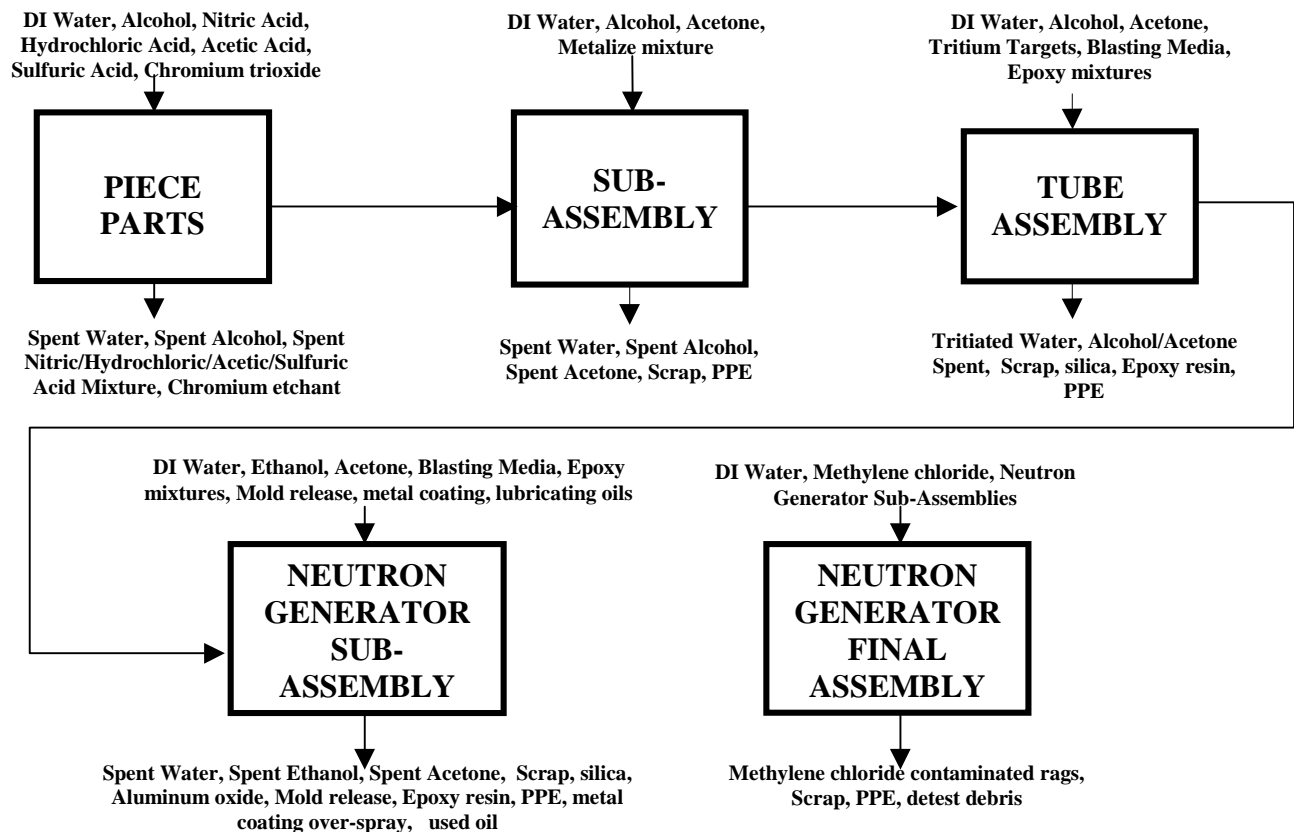 DI Water, Alcohol, Nitric Acid,
Hydrochloric Acid, Acetic Acid,
Sulfuric Acid, Chromium trioxide
DI Water, Alcohol, Acetone,
Metalize mixture
DI Water, Alcohol, Acetone,
Tritium Targets, Blasting Media,
Epoxy mixtures
PIECE
PARTS
SUB-
ASSEMBLY
TUBE
ASSEMBLY
Spent Water, Spent Alcohol, Spent
Nitric/Hydrochloric/Acetic/Sulfuric
Acid Mixture, Chromium etchant
Spent Water, Spent Alcohol,
Spent Acetone, Scrap, PPE
Tritiated Water, Alcohol/Acetone
Spent, Scrap, silica, Epoxy resin,
PPE
DI Water, Ethanol, Acetone, Blasting Media, Epoxy
mixtures, Mold release, metal coating, lubricating oils
DI Water, Methylene chloride, Neutron
Generator Sub-Assemblies
NEUTRON
GENERATOR
SUB-
ASSEMBLY
NEUTRON
GENERATOR
FINAL
ASSEMBLY
Spent Water, Spent Ethanol, Spent Acetone, Scrap, silica,
Aluminum oxide, Mold release, Epoxy resin, PPE, metal
coating over-spray, used oil
Methylene chloride contaminated rags,
Scrap, PPE, detest debris